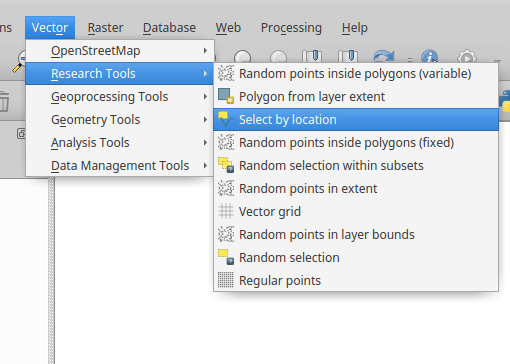 ns Vector Raster Database Web Processing Help
OpenStreetMap
Research Tools
Geoprocessing Tools
Geometry Tools
Analysis Tools
Data Management Tools
Random points inside polygons (variable)
Polygon from layer extent
Select by location
Random points inside polygons (fixed)
Random selection within subsets
Random points in extent
Vector grid
Random points in layer bounds
Random selection
Regular points